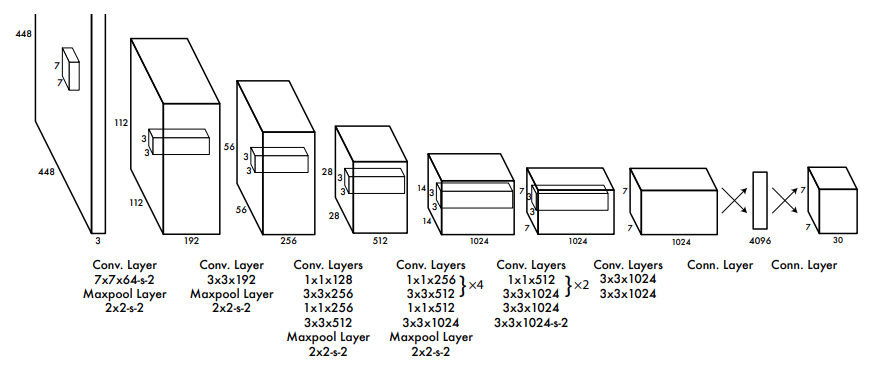 448
7
7
448
3
112
3
3
112
192
56
3
3
56
256
28
3
3
28
512
14
3
3
14
1024
7
3
3
7
1024
7
7
1024
4096
7
7
30
Conv. Layer
7x7x64-s-2
Maxpool Layer
2x2-s-2
Conv. Layer
3x3x192
Maxpool Layer
2x2-s-2
Conv. Layers
1x1x128
3x3x256
1x1x256
3x3x512
Maxpool Layer
2x2-s-2
Conv. Layers
1x1x256
3x3x512
} ×4
1x1x512
3x3x1024
Maxpool Layer
2x2-s-2
Conv. Layers
1x1x512
3x3x1024
} ×2
3x3x1024
3x3x1024-s-2
Conv. Layers
3x3x1024
3x3x1024
Conn. Layer
Conn. Layer